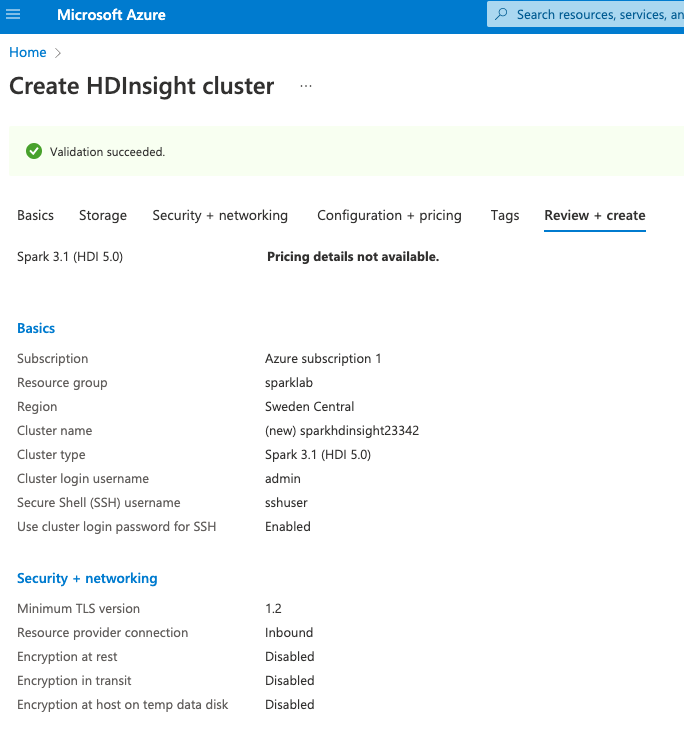 Microsoft Azure
Search resources, services, an
Home
Create HDInsight cluster ...
Validation succeeded.
Basics Storage Security + networking Configuration + pricing Tags Review + create
Spark 3.1 (HDI 5.0) Pricing details not available.
Basics
Subscription Azure subscription 1
Resource group sparklab
Region Sweden Central
Cluster name (new) sparkhdinsight23342
Cluster type Spark 3.1 (HDI 5.0)
Cluster login username admin
Secure Shell (SSH) username sshuser
Use cluster login password for SSH Enabled
Security + networking
Minimum TLS version 1.2
Resource provider connection Inbound
Encryption at rest Disabled
Encryption in transit Disabled
Encryption at host on temp data disk Disabled